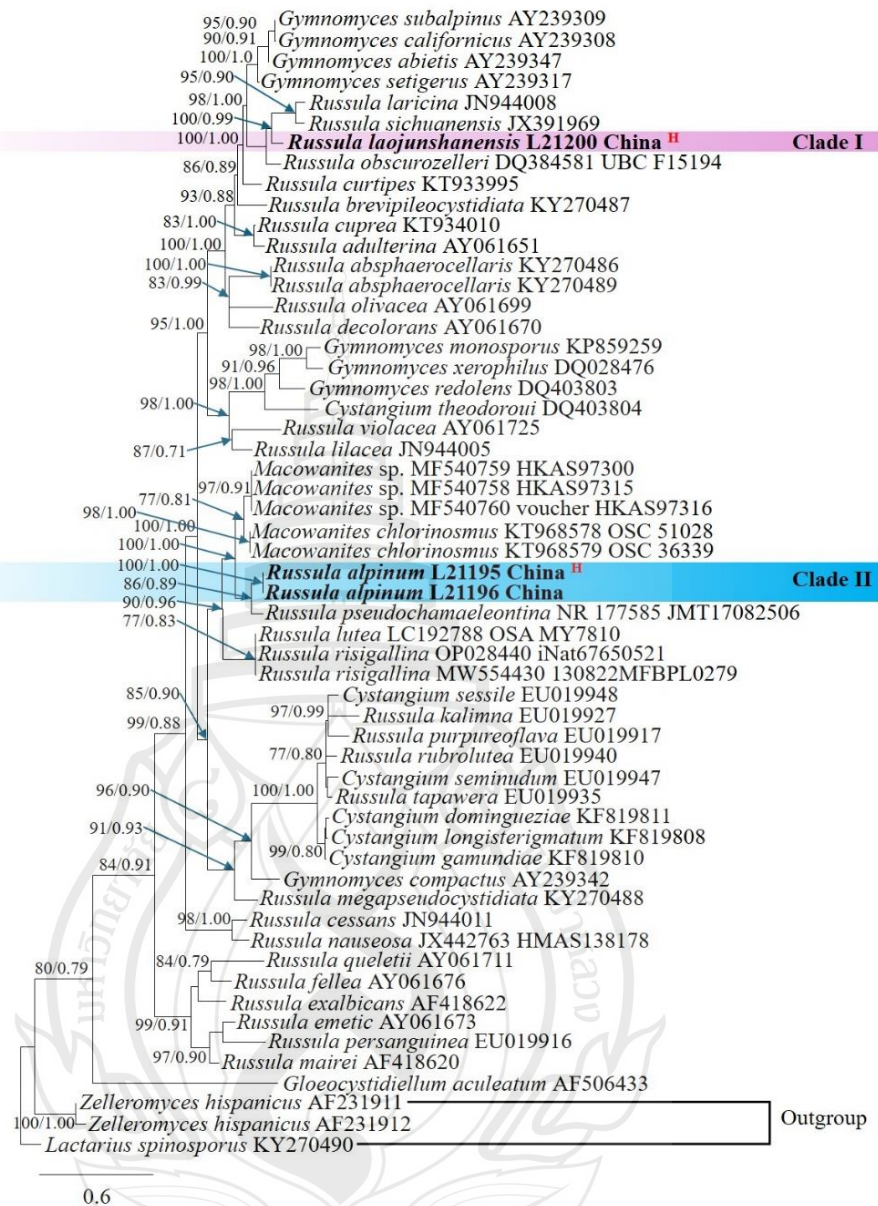 95/0.90
Gymnomyces subalpinus AY239309
90/0.91
Gymnomyces californicus AY239308
100/1.0
Gymnomyces abietis AY239347
95/0.90
Gymnomyces setigerus AY239317
98/1.00
Russula laricina JN944008
100/0.99
Russula sichuanensis JX391969
100/1.00
Russula laojunshanensis L21200 China H
Clade I
86/0.89
Russula obscurozelleri DQ384581 UBC F15194
93/0.88
Russula curtipes KT933995
Russula brevipileocystidiata KY270487
83/1.00
Russula cuprea KT934010
100/1.00
Russula adulterina AY061651
100/1.00
Russula absphaerocellaris KY270486
83/0.99
Russula absphaerocellaris KY270489
Russula olivacea AY061699
95/1.00
Russula decolorans AY061670
98/1.00
Gymnomyces monosporus KP859259
91/0.96
Gymnomyces xerophilus DQ028476
98/1.00
Gymnomyces redolens DQ403803
98/1.00
Cystangium theodoroui DQ403804
Russula violacea AY061725
87/0.71
Russula lilacea JN944005
Macowanites sp. MF540759 HKAS97300
97/0.91
Macowanites sp. MF540758 HKAS97315
77/0.81
Macowanites sp. MF540760 voucher HKAS97316
98/1.00
100/1.00
Macowanites chlorinosmus KT968578 OSC 51028
100/1.00
Macowanites chlorinosmus KT968579 OSC 36339
100/1.00
Russula alpinum L21195 China H
Clade II
86/0.89
Russula alpinum L21196 China
90/0.96
Russula pseudochamaeleontina NR 177585 JMT17082506
77/0.83
Russula lutea LC192788 OSA MY7810
Russula risigallina OP028440 iNat67650521
Russula risigallina MW554430 130822MFBPL0279
85/0.90
Cystangium sessile EU019948
97/0.99
Russula kalimna EU019927
99/0.88
Russula purpureoflava EU019917
77/0.80
Russula rubrolutea EU019940
96/0.90
Cystangium seminudum EU019947
100/1.00
Russula tapawera EU019935
Cystangium domingueziae KF819811
91/0.93
Cystangium longisterigmatum KF819808
99/0.80
Cystangium gamundiae KF819810
84/0.91
Gymnomyces compactus AY239342
Russula megapseudocystidiata KY270488
98/1.00
Russula cessans JN944011
Russula nauseosa JX442763 HMAS138178
84/0.79
Russula queletii AY061711
80/0.79
Russula fellea AY061676
Russula exalbicans AF418622
99/0.91
Russula emetic AY061673
Russula persanguinea EU019916
97/0.90
Russula mairei AF418620
Gloeocystidiellum aculeatum AF506433
Zelleromyces hispanicus AF231911
100/1.00
Zelleromyces hispanicus AF231912
Outgroup
Lactarius spinosporus KY270490
0.6